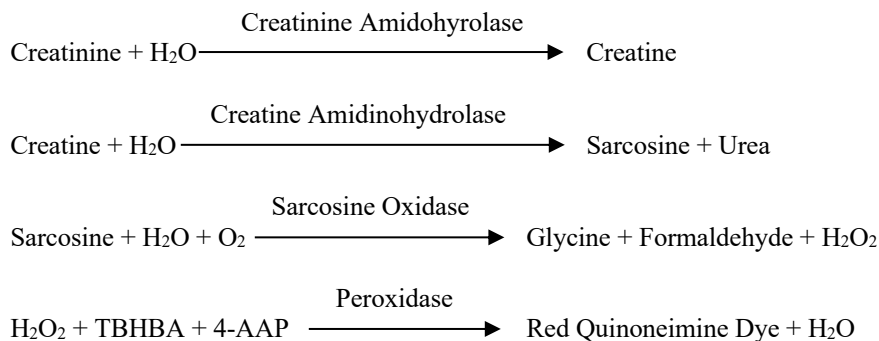 Creatinine Amidohyrolase
Creatinine + H₂O Creatine
Creatine Amidinohydrolase
Creatine + H₂O Sarcosine + Urea
Sarcosine Oxidase
Sarcosine + H₂O + O₂ Glycine + Formaldehyde + H₂O₂
Peroxidase
H₂O₂ + TBHBA + 4-AAP Red Quinoneimine Dye + H₂O